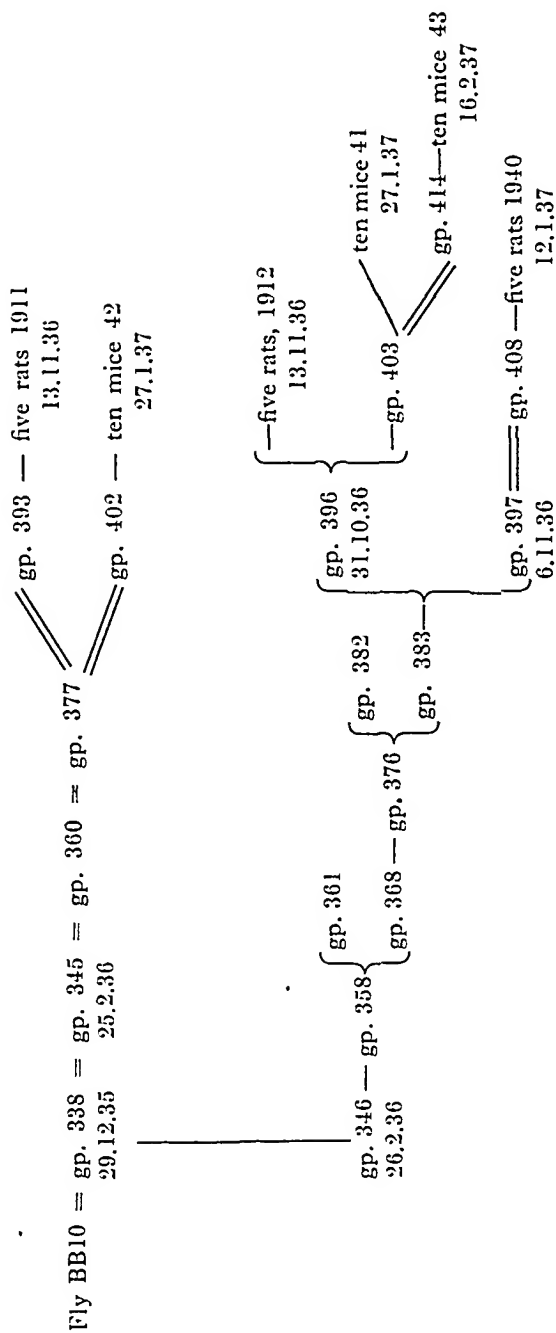 Fly BB10 = gp. 338 = gp. 345 = gp. 360 = gp. 377
29.12.35 25.2.36
gp. 393 — five rats 1911
13.11.36
gp. 402 — ten mice 42
27.1.37
gp. 346 — gp. 358
26.2.36
gp. 361
gp. 368 — gp. 376
gp. 382
gp. 383
gp. 396
31.10.36
—five rats, 1912
13.11.36
—gp. 403
ten mice 41
27.1.37
gp. 414—ten mice 43
16.2.37
gp. 397 = gp. 408 —five rats 1940
6.11.36 12.1.37